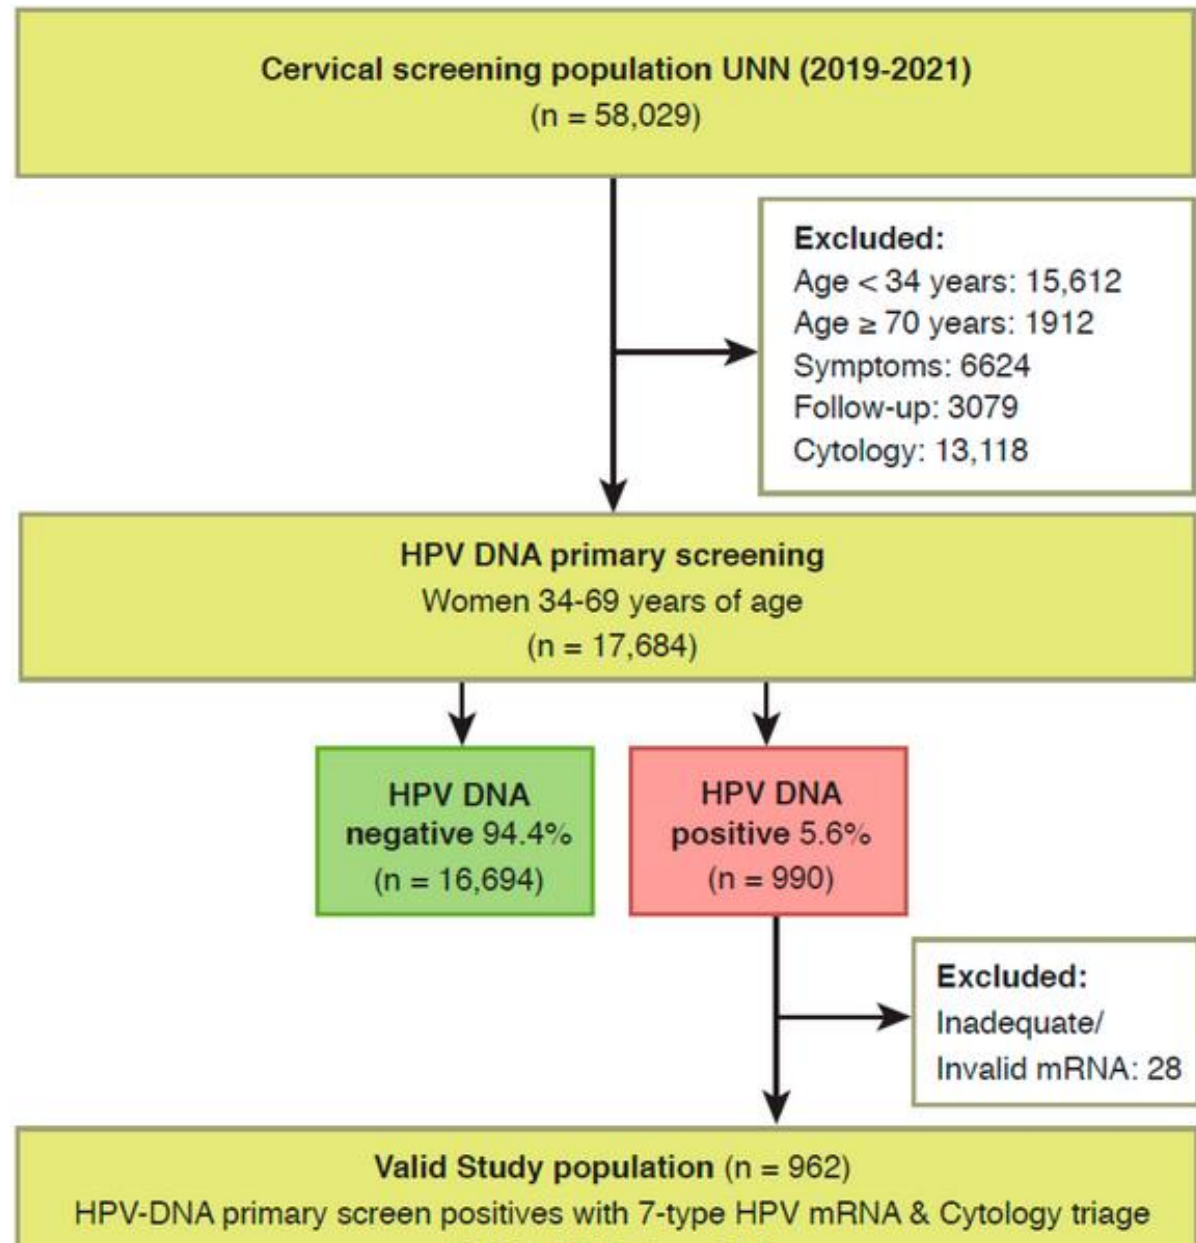 Cervical screening population UNN (2019-2021)
(n = 58,029)
Excluded:
Age < 34 years: 15,612
Age ≥ 70 years: 1912
Symptoms: 6624
Follow-up: 3079
Cytology: 13,118
HPV DNA primary screening
Women 34-69 years of age
(n = 17,684)
HPV DNA
negative 94.4%
(n = 16,694)
HPV DNA
positive 5.6%
(n = 990)
Excluded:
Inadequate/
Invalid mRNA: 28
Valid Study population (n = 962)
HPV-DNA primary screen positives with 7-type HPV mRNA & Cytology triage